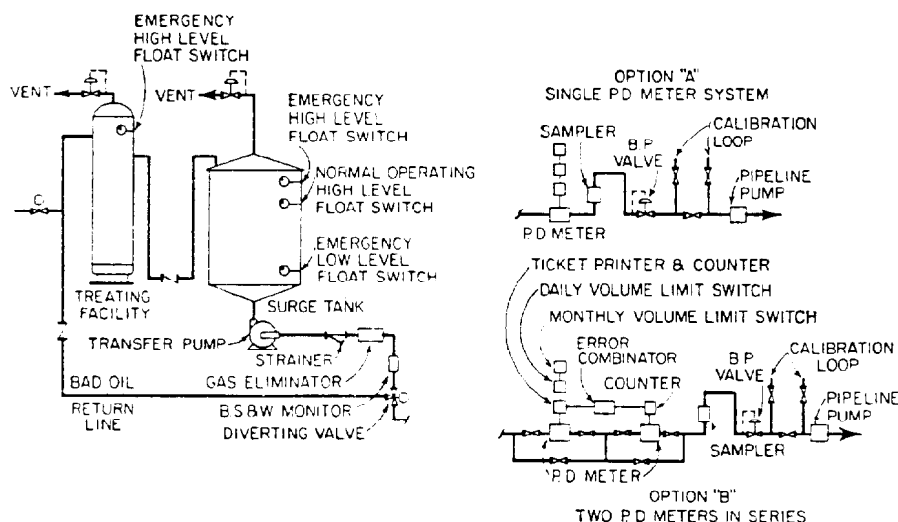 EMERGENCY
HIGH LEVEL
FLOAT SWITCH
VENT
VENT
EMERGENCY
HIGH LEVEL
FLOAT SWITCH
NORMAL OPERATING
HIGH LEVEL
FLOAT SWITCH
EMERGENCY
LOW LEVEL
FLOAT SWITCH
TREATING
FACILITY
SURGE TANK
TRANSFER PUMP
STRAINER
GAS ELIMINATOR
BAD OIL
RETURN
LINE
B.S.&W MONITOR
DIVERTING VALVE
OPTION "A"
SINGLE P.D METER SYSTEM
SAMPLER
B.P.
VALVE
CALIBRATION
LOOP
PIPELINE
PUMP
P.D METER
TICKET PRINTER & COUNTER
DAILY VOLUME LIMIT SWITCH
MONTHLY VOLUME LIMIT SWITCH
ERROR
COMBINATOR
COUNTER
B.P.
VALVE
CALIBRATION
LOOP
PIPELINE
PUMP
SAMPLER
P.D METER
OPTION "B"
TWO P.D METERS IN SERIES